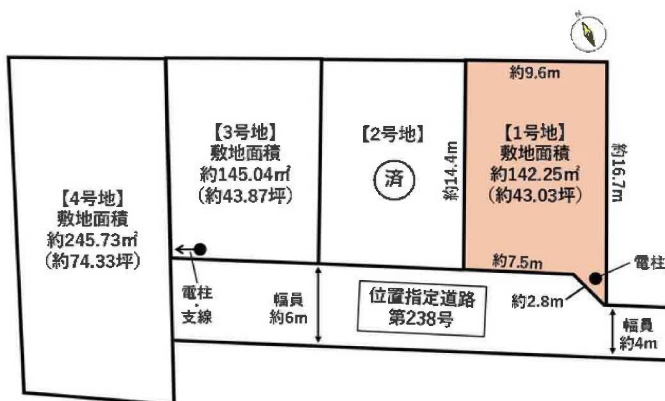 N
約9.6m
【3号地】
敷地面積
約145.04㎡
（約43.87坪）
【2号地】
済
約14.4m
【1号地】
敷地面積
約142.25㎡
（約43.03坪）
約16.7m
【4号地】
敷地面積
約245.73㎡
（約74.33坪）
約7.5m
電柱
電柱
・
支線
幅員
約6m
位置指定道路
第238号
約2.8m
幅員
約4m